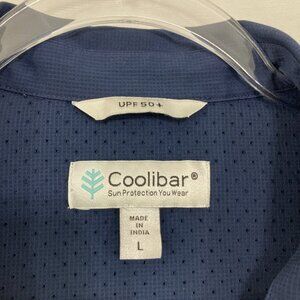 UPF 50+
Coolibar®
Sun Protection You Wear
MADE
IN
INDIA
L